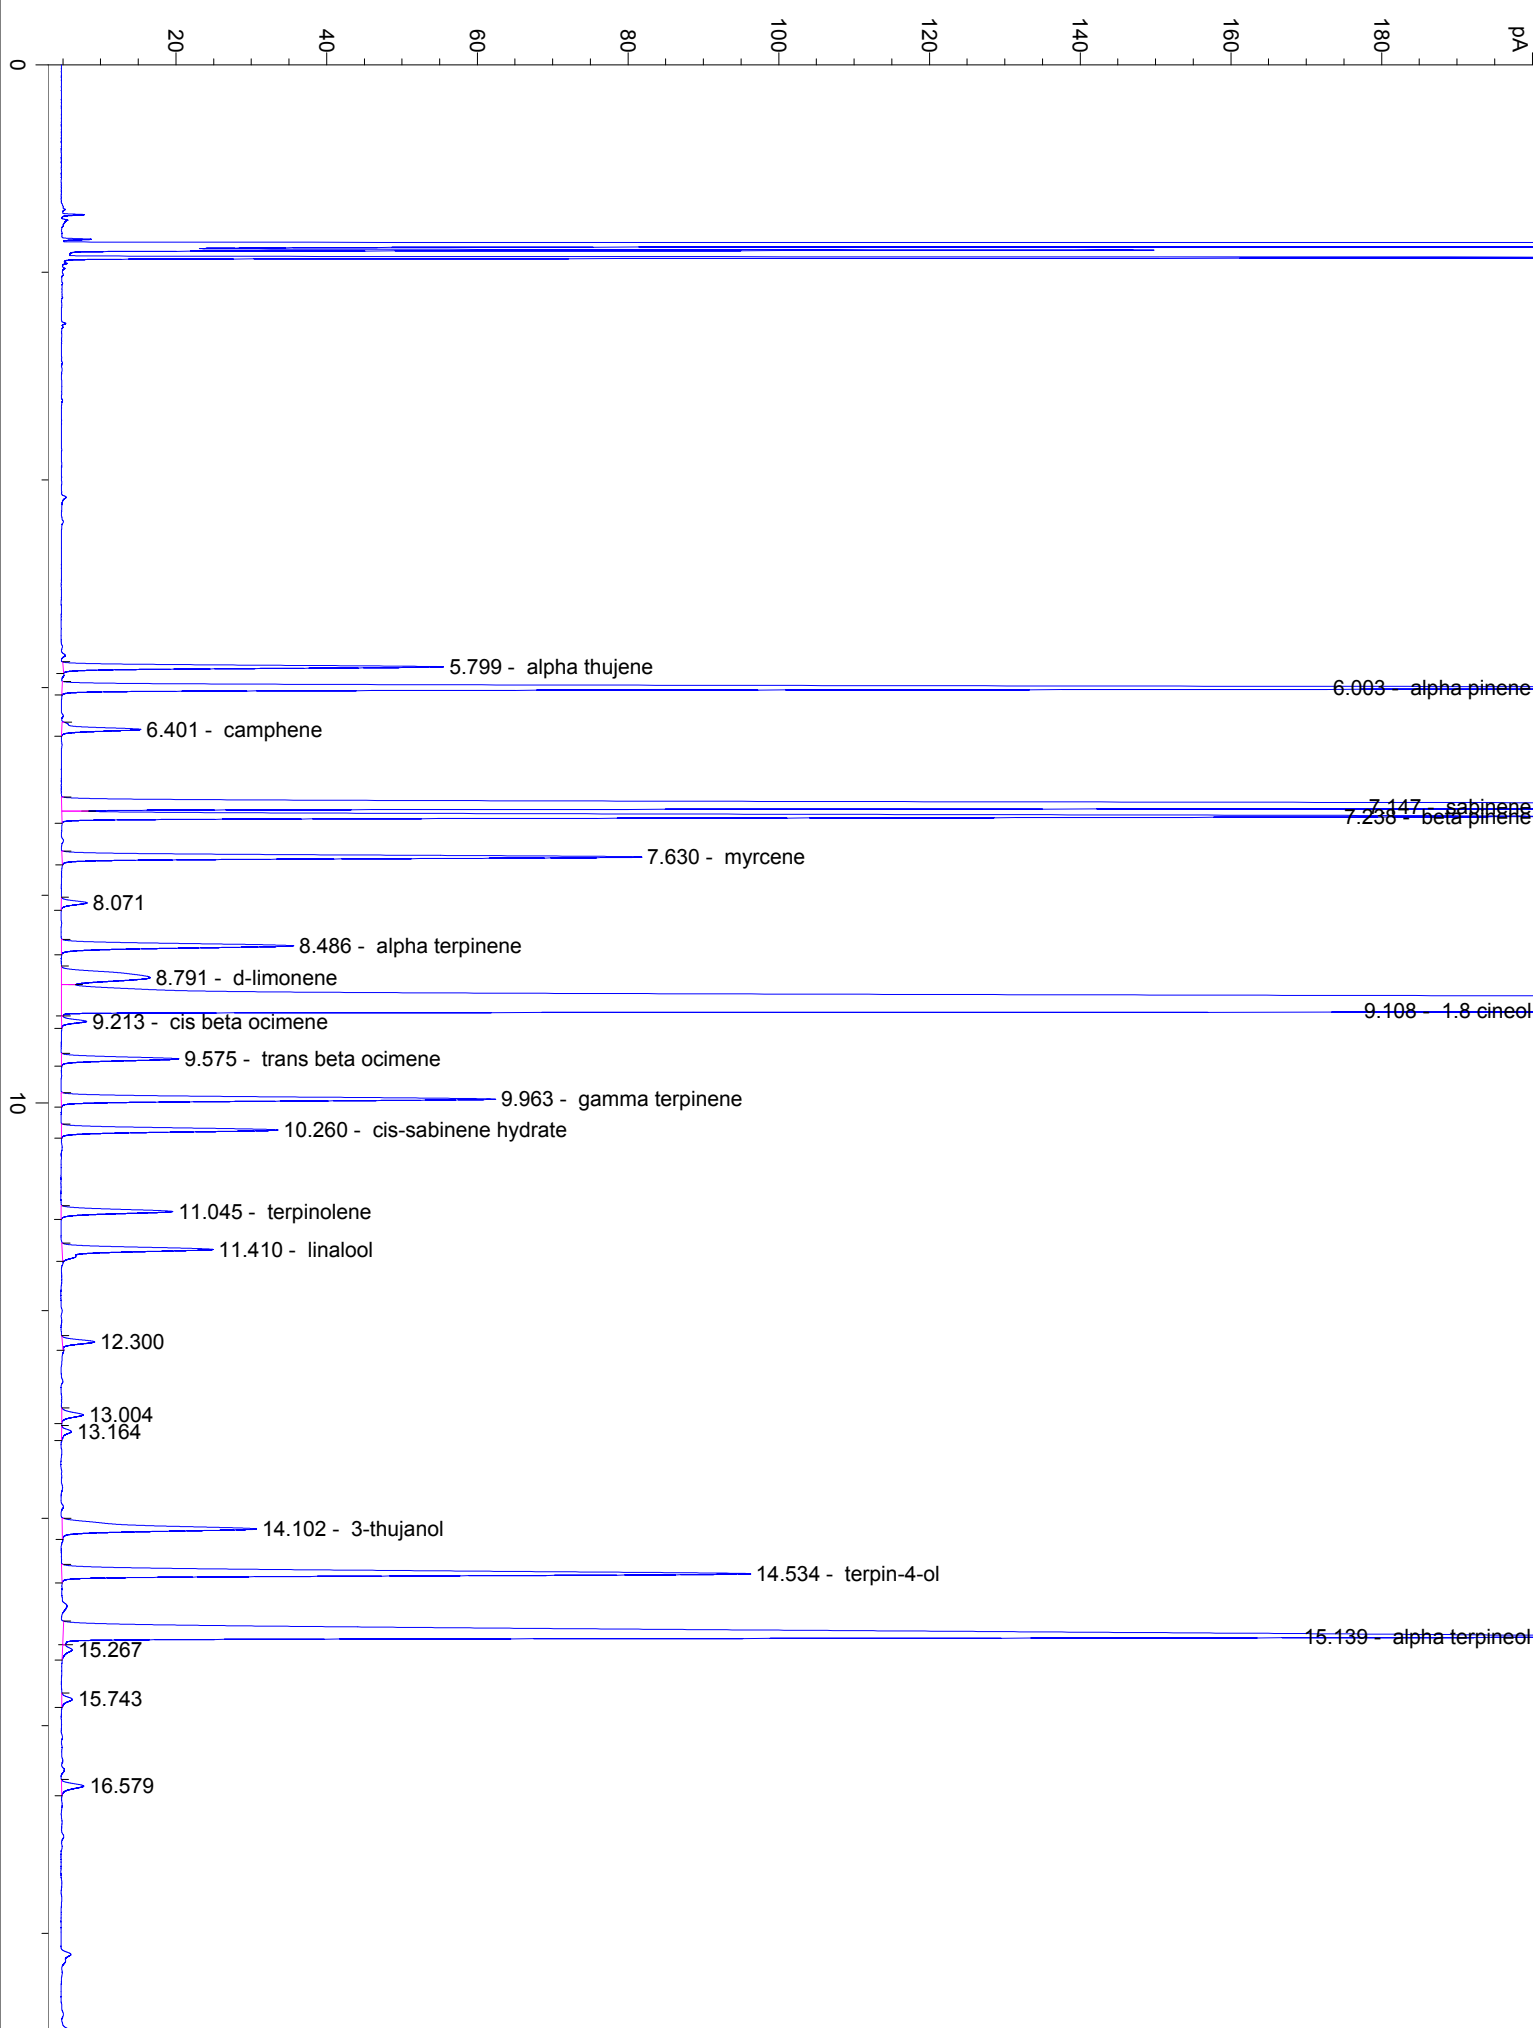 pA
20
40
60
80
100
120
140
160
180
0
5.799 - alpha thujene
6.003 - alpha pinene
6.401 - camphene
7.147 - sabinene
7.238 - beta pinene
7.630 - myrcene
8.071
8.486 - alpha terpinene
8.791 - d-limonene
9.108 - 1.8 cineol
9.213 - cis beta ocimene
9.575 - trans beta ocimene
9.963 - gamma terpinene
10
10.260 - cis-sabinene hydrate
11.045 - terpinolene
11.410 - linalool
12.300
13.004
13.164
14.102 - 3-thujanol
14.534 - terpin-4-ol
15.139 - alpha terpineol
15.267
15.743
16.579